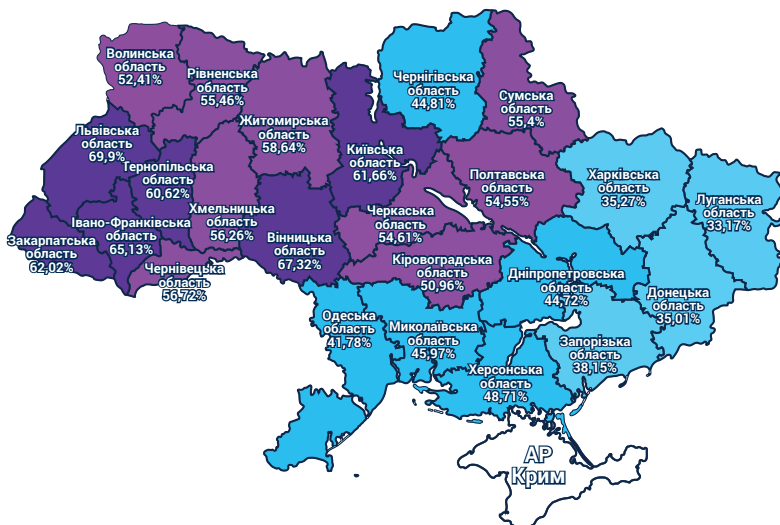 Волинська
область
52,41%
Рівненська
область
55,46%
Житомирська
область
58,64%
Чернігівська
область
44,81%
Сумська
область
55,4%
Львівська
область
69,9%
Тернопільська
область
60,62%
Київська
область
61,66%
Полтавська
область
54,55%
Харківська
область
35,27%
Луганська
область
33,17%
Закарпатська
область
62,02%
Івано-Франківська
область
65,13%
Хмельницька
область
56,26%
Вінницька
область
67,32%
Черкаська
область
54,61%
Чернівецька
область
56,72%
Кіровоградська
область
50,96%
Дніпропетровська
область
44,72%
Донецька
область
35,01%
Одеська
область
41,78%
Миколаївська
область
45,97%
Херсонська
область
48,71%
Запорізька
область
38,15%
АР
Крим